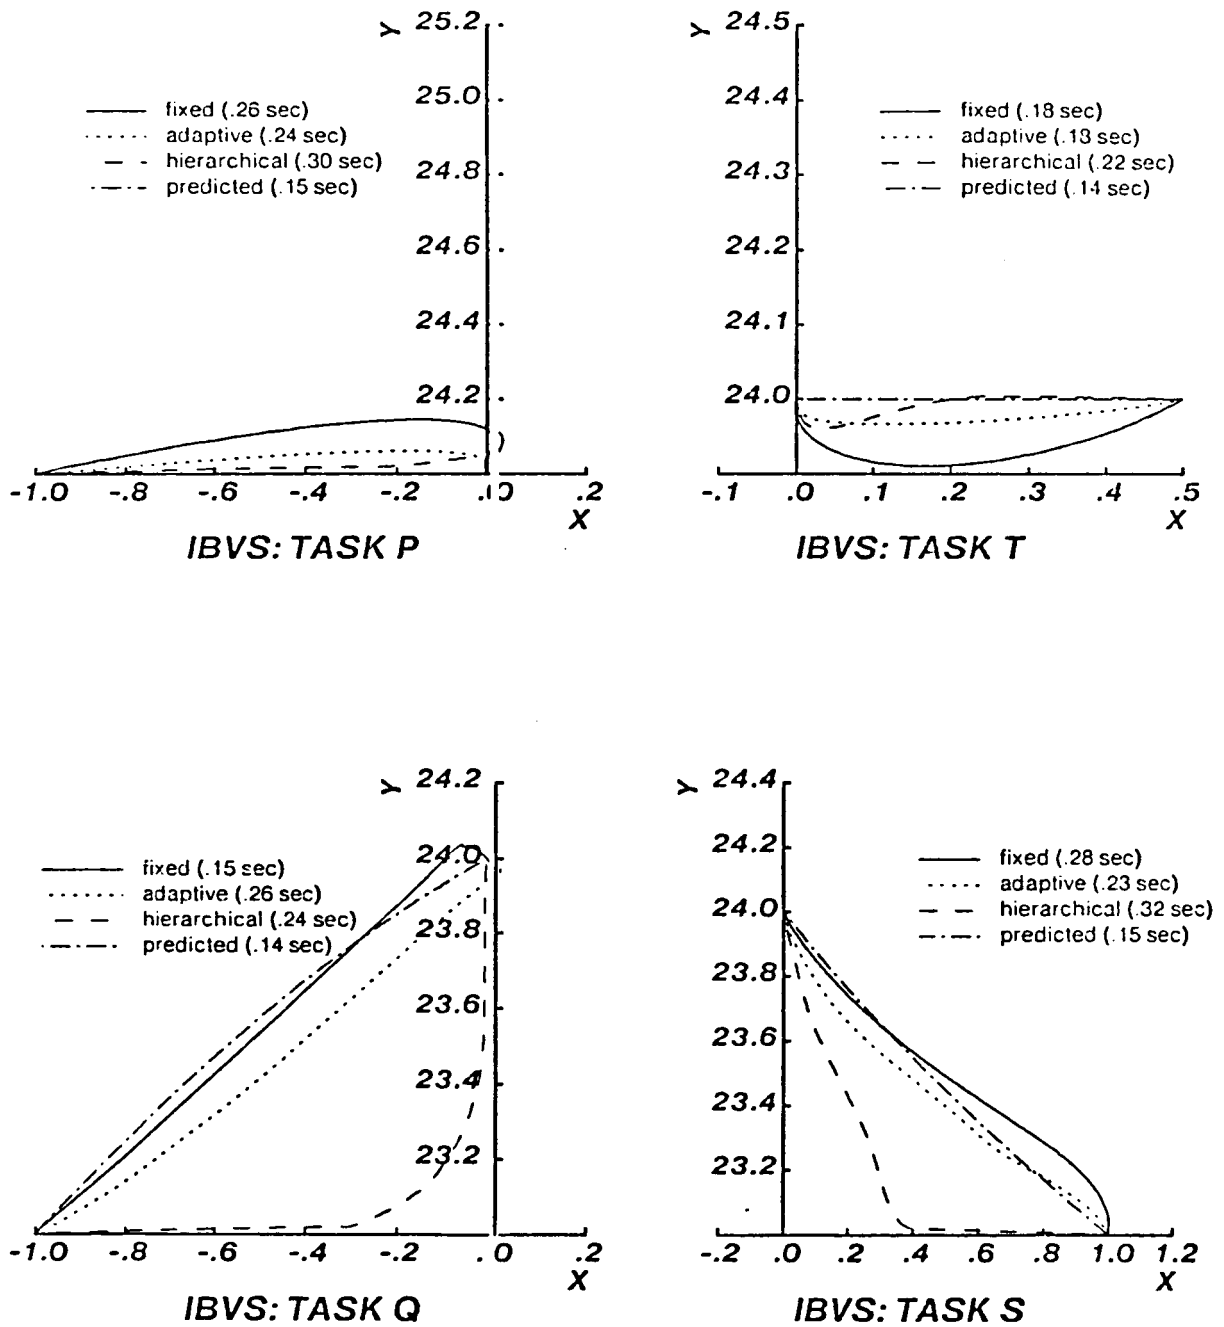 Y 25.2
25.0
24.8
24.6
24.4
24.2
fixed (.26 sec)
adaptive (.24 sec)
hierarchical (.30 sec)
predicted (.15 sec)
-1.0 -.8 -.6 -.4 -.2 .0 .2
X
IBVS: TASK P
Y 24.5
24.4
24.3
24.2
24.1
24.0
fixed (.18 sec)
adaptive (.18 sec)
hierarchical (.22 sec)
predicted (.14 sec)
-.1 .0 .1 .2 .3 .4 .5
X
IBVS: TASK T
Y 24.2
24.0
23.8
23.6
23.4
23.2
fixed (.15 sec)
adaptive (.26 sec)
hierarchical (.24 sec)
predicted (.14 sec)
-1.0 -.8 -.6 -.4 -.2 .0 .2
X
IBVS: TASK Q
Y 24.4
24.2
24.0
23.8
23.6
23.4
23.2
fixed (.28 sec)
adaptive (.23 sec)
hierarchical (.32 sec)
predicted (.15 sec)
-.2 .0 .2 .4 .6 .8 1.0 1.2
X
IBVS: TASK S